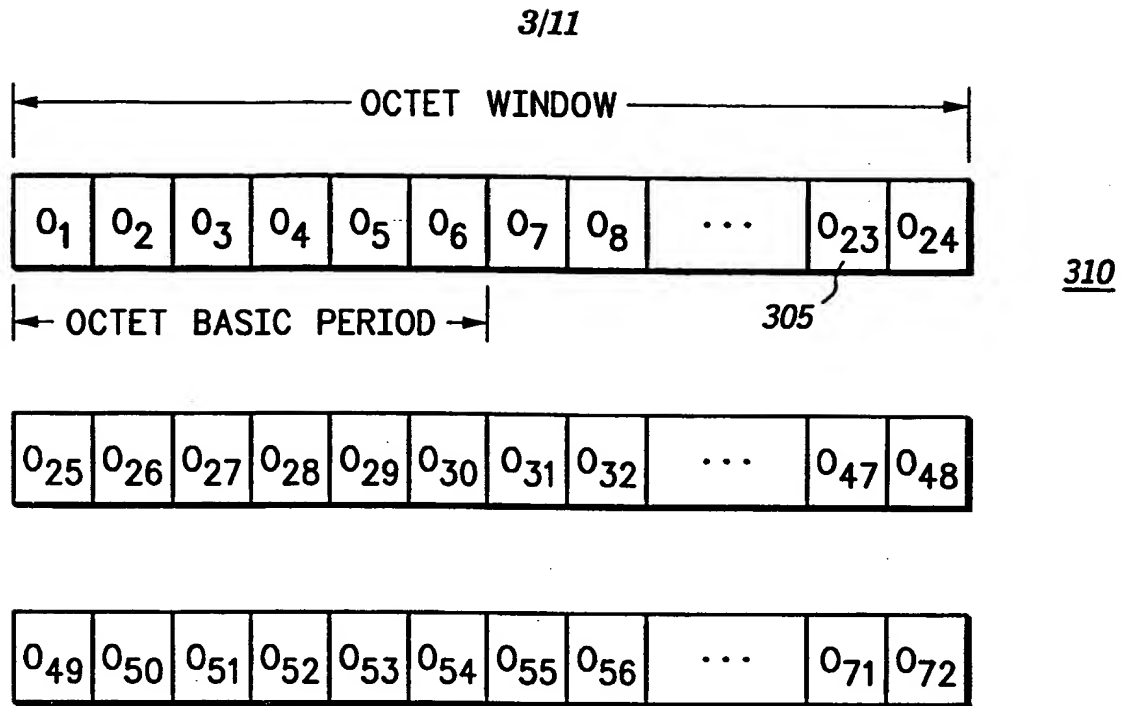 3/11
OCTET WINDOW
O1 O2 O3 O4 O5 O6 O7 O8 ... O23 O24
310
305
OCTET BASIC PERIOD
O25 O26 O27 O28 O29 O30 O31 O32 ... O47 O48
O49 O50 O51 O52 O53 O54 O55 O56 ... O71 O72